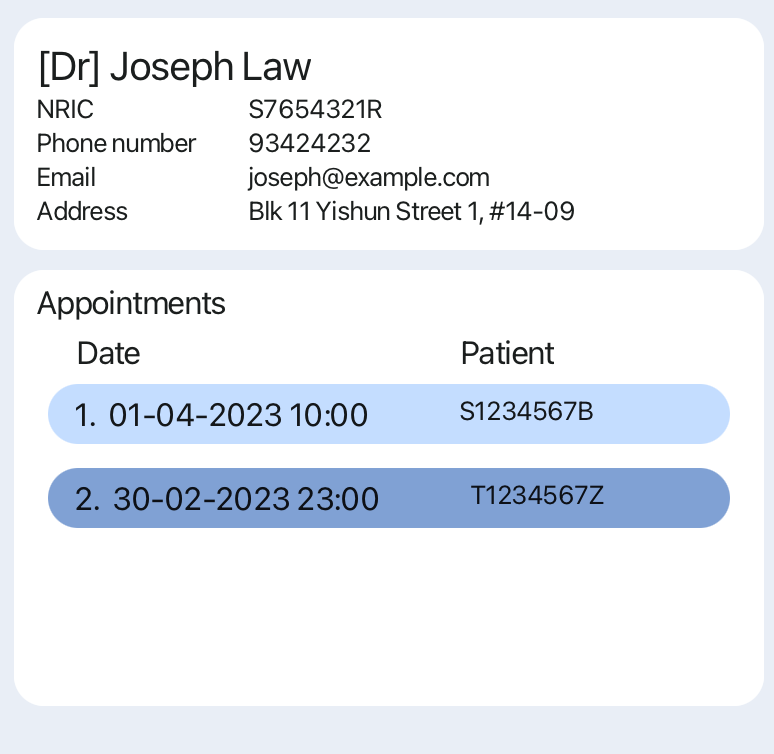 [Dr] Joseph Law
NRIC S7654321R
Phone number 93424232
Email joseph@example.com
Address Blk 11 Yishun Street 1, #14-09
Appointments
Date Patient
1. 01-04-2023 10:00 S1234567B
2. 30-02-2023 23:00 T1234567Z